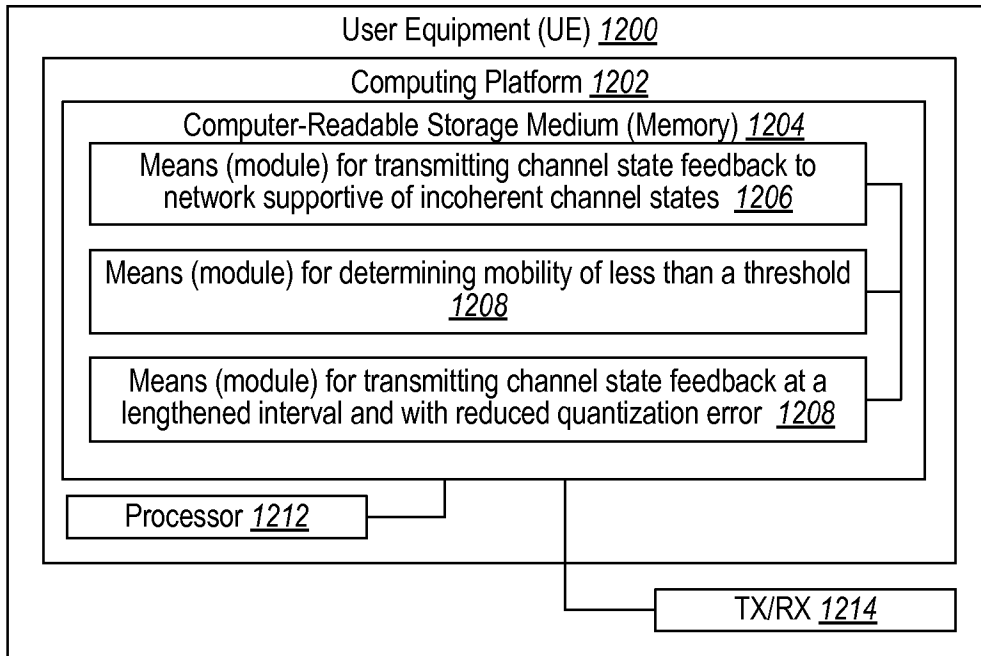 User Equipment (UE) 1200
Computing Platform 1202
Computer-Readable Storage Medium (Memory) 1204
Means (module) for transmitting channel state feedback to
network supportive of incoherent channel states 1206
Means (module) for determining mobility of less than a threshold
1208
Means (module) for transmitting channel state feedback at a
lengthened interval and with reduced quantization error 1208
Processor 1212
TX/RX 1214